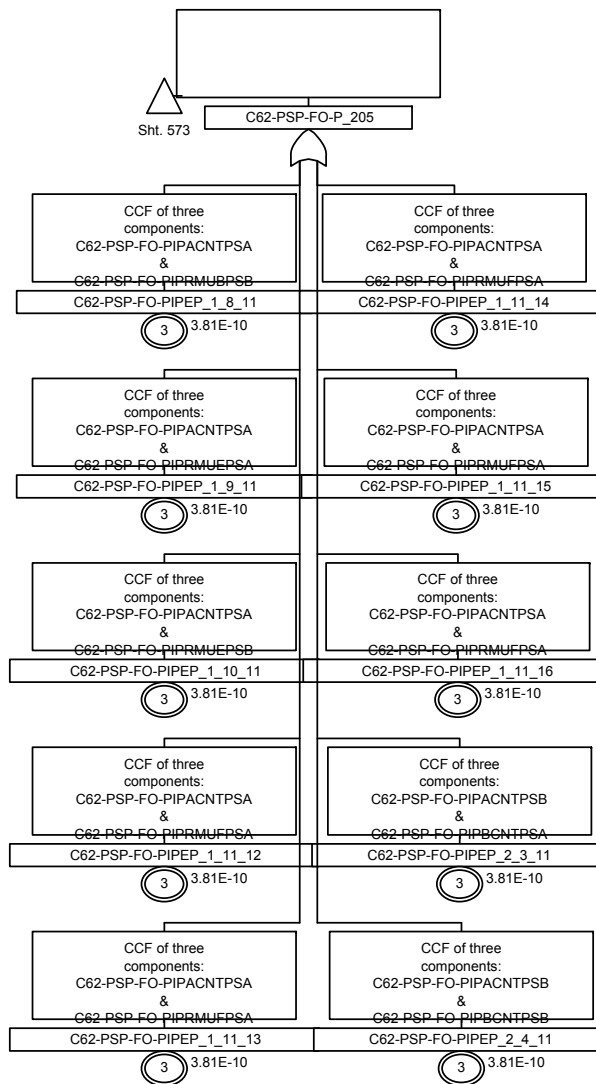 C62-PSP-FO-P_205
Sht. 573
CCF of three
components:
C62-PSP-FO-PIPACNTPSA
&
C62-PSP-FO-PIPRMUBPSB
C62-PSP-FO-PIPEP_1_8_11
3
3.81E-10
CCF of three
components:
C62-PSP-FO-PIPACNTPSA
&
C62-PSP-FO-PIPRMUFPSA
C62-PSP-FO-PIPEP_1_11_14
3
3.81E-10
CCF of three
components:
C62-PSP-FO-PIPACNTPSA
&
C62-PSP-FO-PIPRMUEPSA
C62-PSP-FO-PIPEP_1_9_11
3
3.81E-10
CCF of three
components:
C62-PSP-FO-PIPACNTPSA
&
C62-PSP-FO-PIPRMUFPSA
C62-PSP-FO-PIPEP_1_11_15
3
3.81E-10
CCF of three
components:
C62-PSP-FO-PIPACNTPSA
&
C62-PSP-FO-PIPRMUEPSB
C62-PSP-FO-PIPEP_1_10_11
3
3.81E-10
CCF of three
components:
C62-PSP-FO-PIPACNTPSA
&
C62-PSP-FO-PIPRMUFPSA
C62-PSP-FO-PIPEP_1_11_16
3
3.81E-10
CCF of three
components:
C62-PSP-FO-PIPACNTPSA
&
C62-PSP-FO-PIPRMUFPSA
C62-PSP-FO-PIPEP_1_11_12
3
3.81E-10
CCF of three
components:
C62-PSP-FO-PIPACNTPSB
&
C62-PSP-FO-PIPBCNTPSA
C62-PSP-FO-PIPEP_2_3_11
3
3.81E-10
CCF of three
components:
C62-PSP-FO-PIPACNTPSA
&
C62-PSP-FO-PIPRMUFPSA
C62-PSP-FO-PIPEP_1_11_13
3
3.81E-10
CCF of three
components:
C62-PSP-FO-PIPACNTPSB
&
C62-PSP-FO-PIPBCNTPSB
C62-PSP-FO-PIPEP_2_4_11
3
3.81E-10